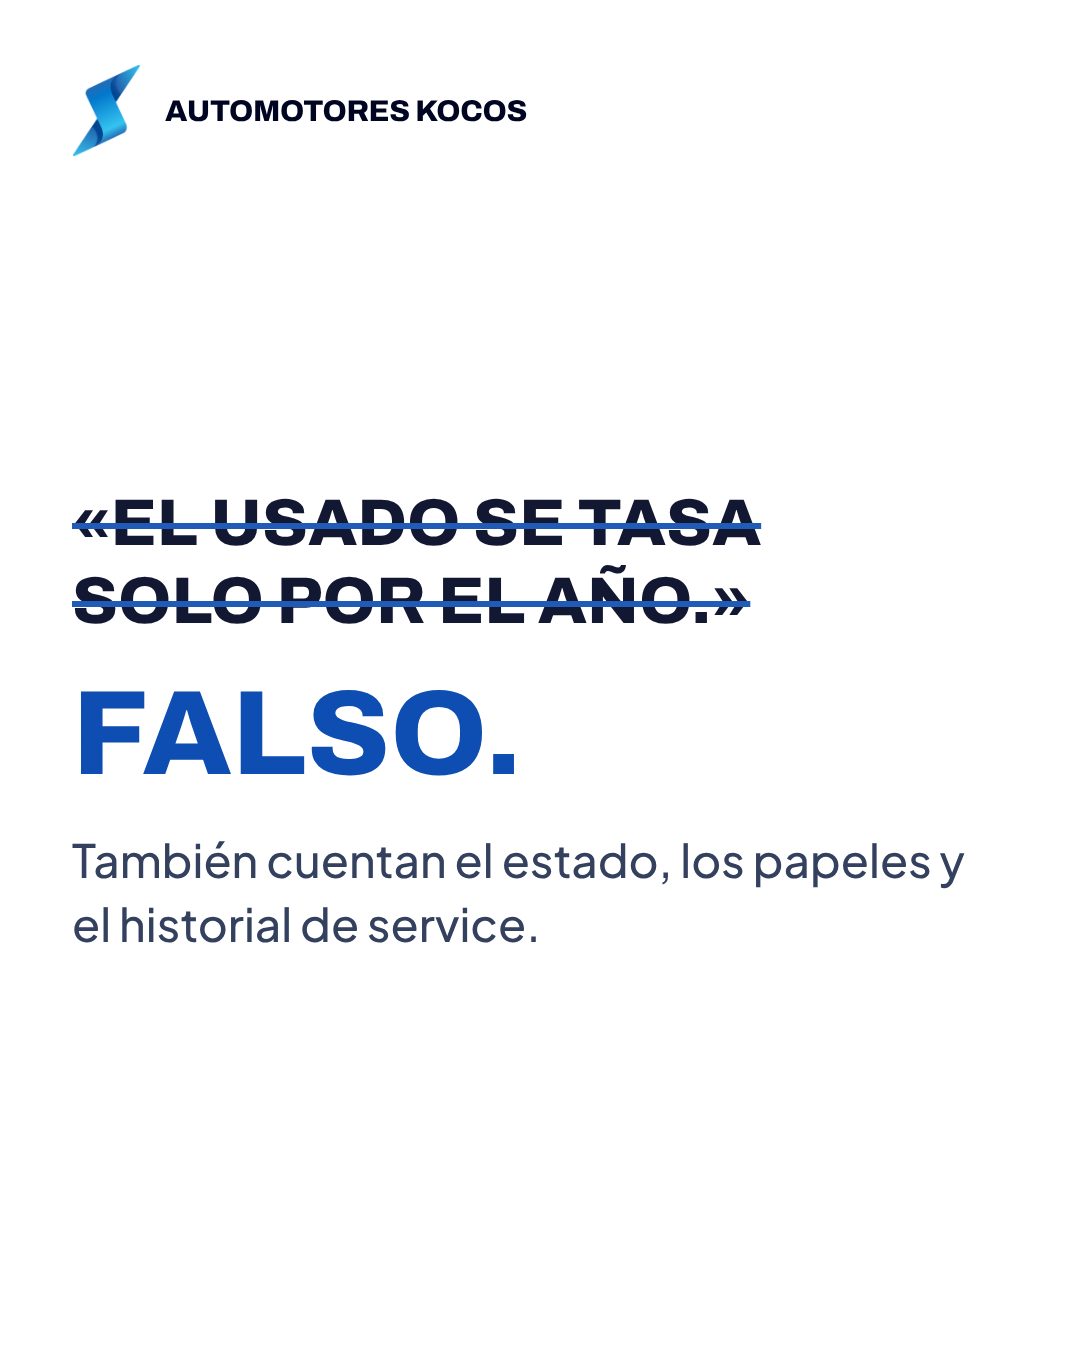 AUTOMOTORES KOCOS
«EL USADO SE TASA
SOLO POR EL AÑO.»
FALSO.
También cuentan el estado, los papeles y
el historial de service.